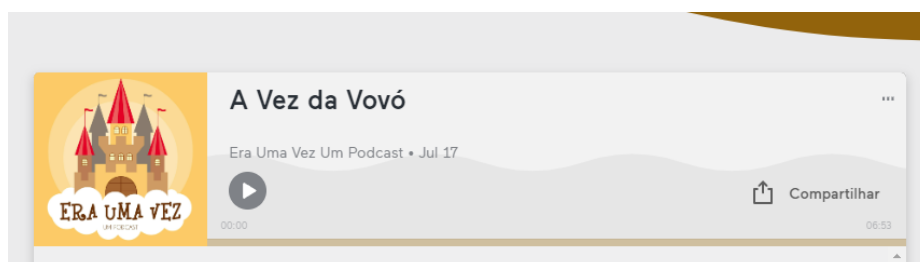 A Vez da Vovó
...
Era Uma Vez Um Podcast • Jul 17
ERA UMA VEZ
UM PODCAST
Compartilhar
00:00
06:53